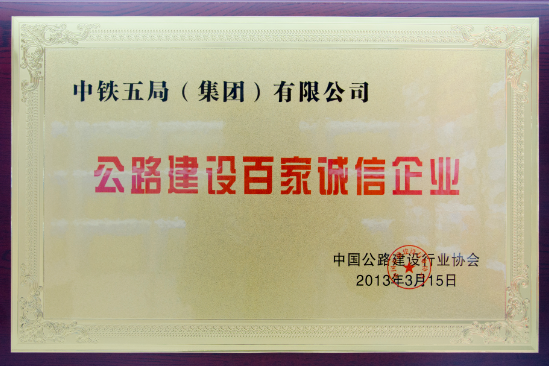 中铁五局（集团）有限公司
公路建设百家诚信企业
中国公路建设行业协会
2013年3月15日